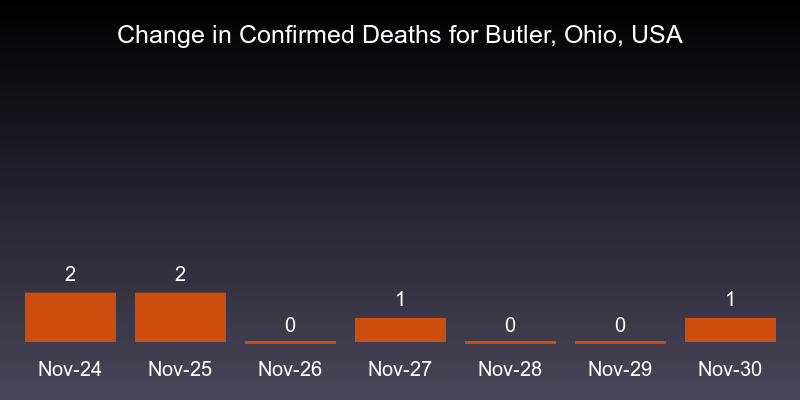 Change in Confirmed Deaths for Butler, Ohio, USA
2 2 0 1 0 0 1
Nov-24 Nov-25 Nov-26 Nov-27 Nov-28 Nov-29 Nov-30